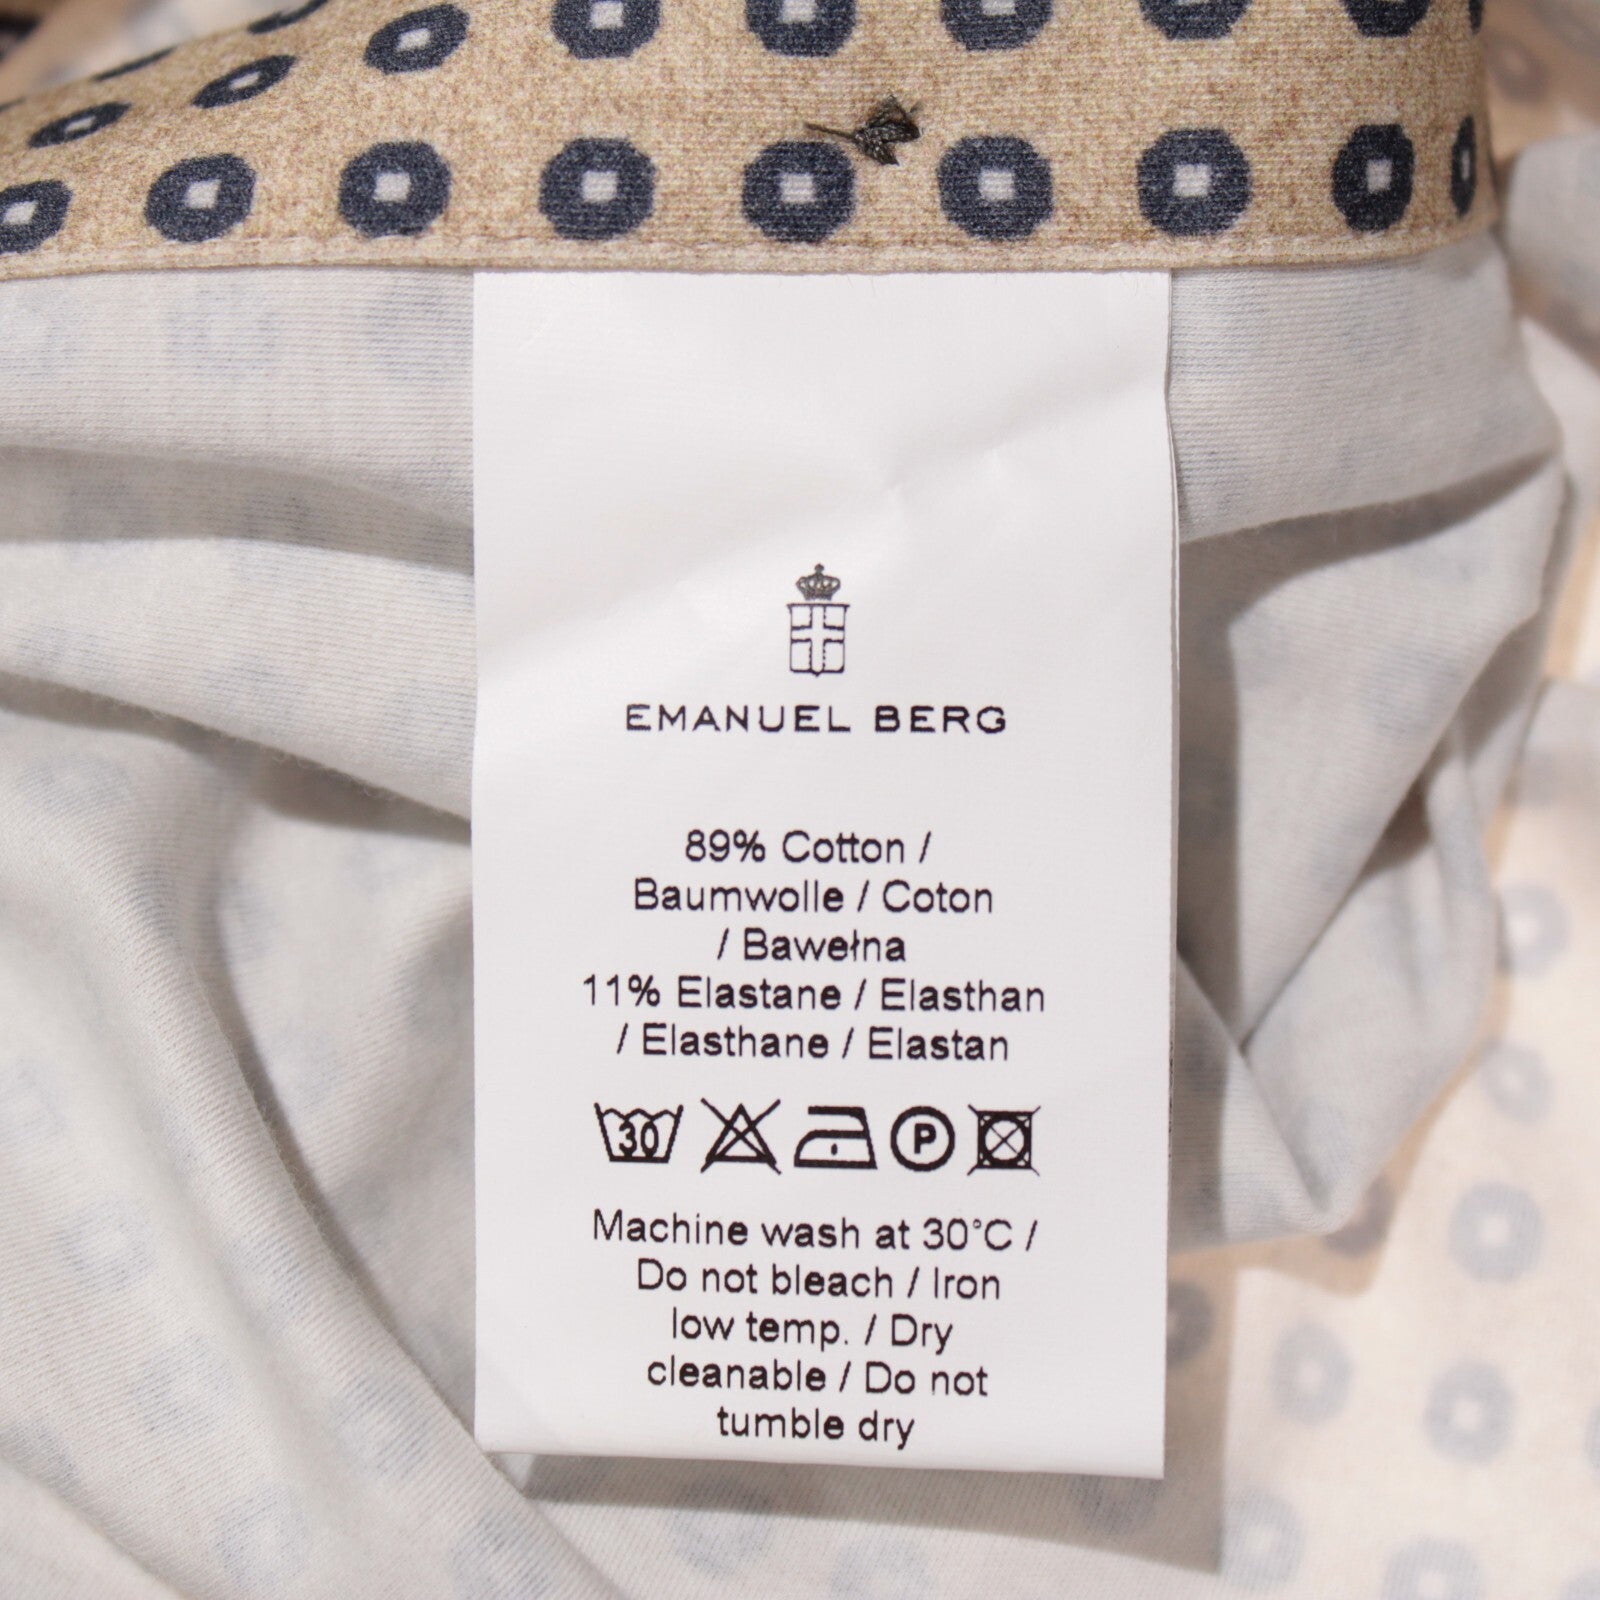 EMANUEL BERG
89% Cotton /
Baumwolle / Coton
/ Bawełna
11% Elastane / Elasthan
/ Elasthane / Elastan
30 P
Machine wash at 30°C /
Do not bleach / Iron
low temp. / Dry
cleanable / Do not
tumble dry